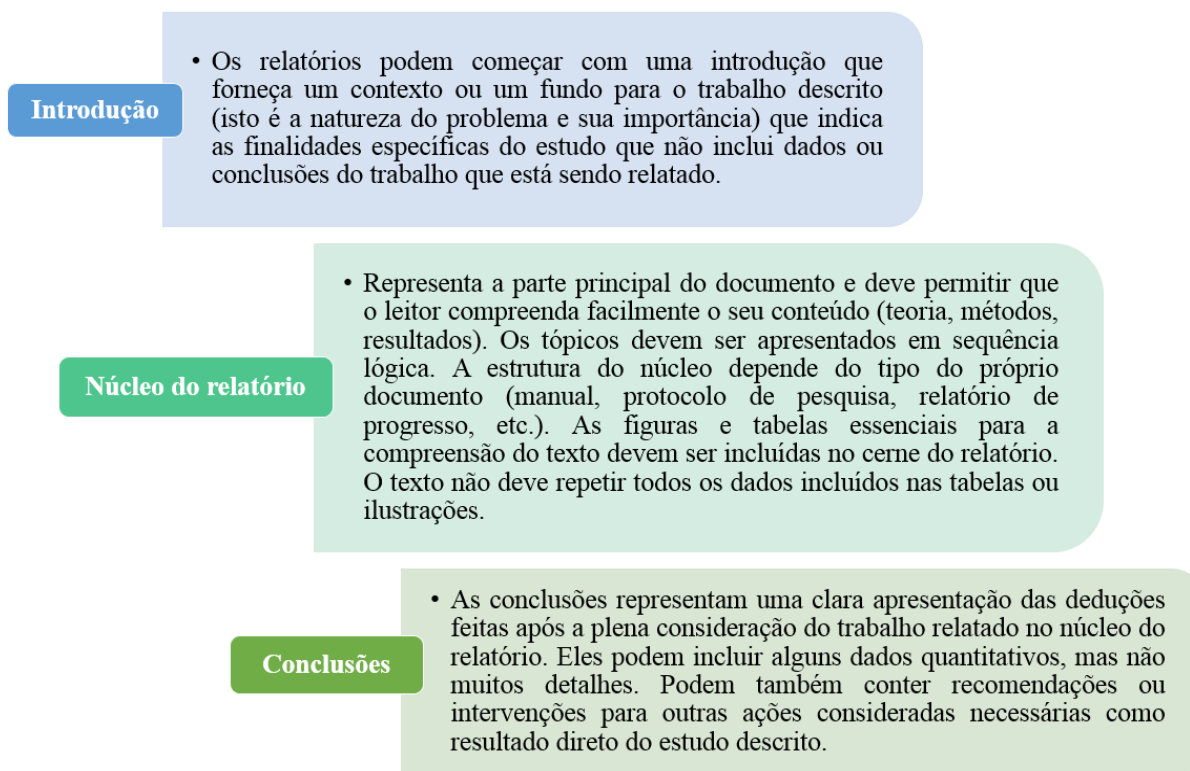 Introdução
• Os relatórios podem começar com uma introdução que
forneça um contexto ou um fundo para o trabalho descrito
(isto é a natureza do problema e sua importância) que indica
as finalidades específicas do estudo que não inclui dados ou
conclusões do trabalho que está sendo relatado.
Núcleo do relatório
• Representa a parte principal do documento e deve permitir que
o leitor compreenda facilmente o seu conteúdo (teoria, métodos,
resultados). Os tópicos devem ser apresentados em sequência
lógica. A estrutura do núcleo depende do tipo do próprio
documento (manual, protocolo de pesquisa, relatório de
progresso, etc.). As figuras e tabelas essenciais para a
compreensão do texto devem ser incluídas no cerne do relatório.
O texto não deve repetir todos os dados incluídos nas tabelas ou
ilustrações.
Conclusões
• As conclusões representam uma clara apresentação das deduções
feitas após a plena consideração do trabalho relatado no núcleo do
relatório. Eles podem incluir alguns dados quantitativos, mas não
muitos detalhes. Podem também conter recomendações ou
intervenções para outras ações consideradas necessárias como
resultado direto do estudo descrito.